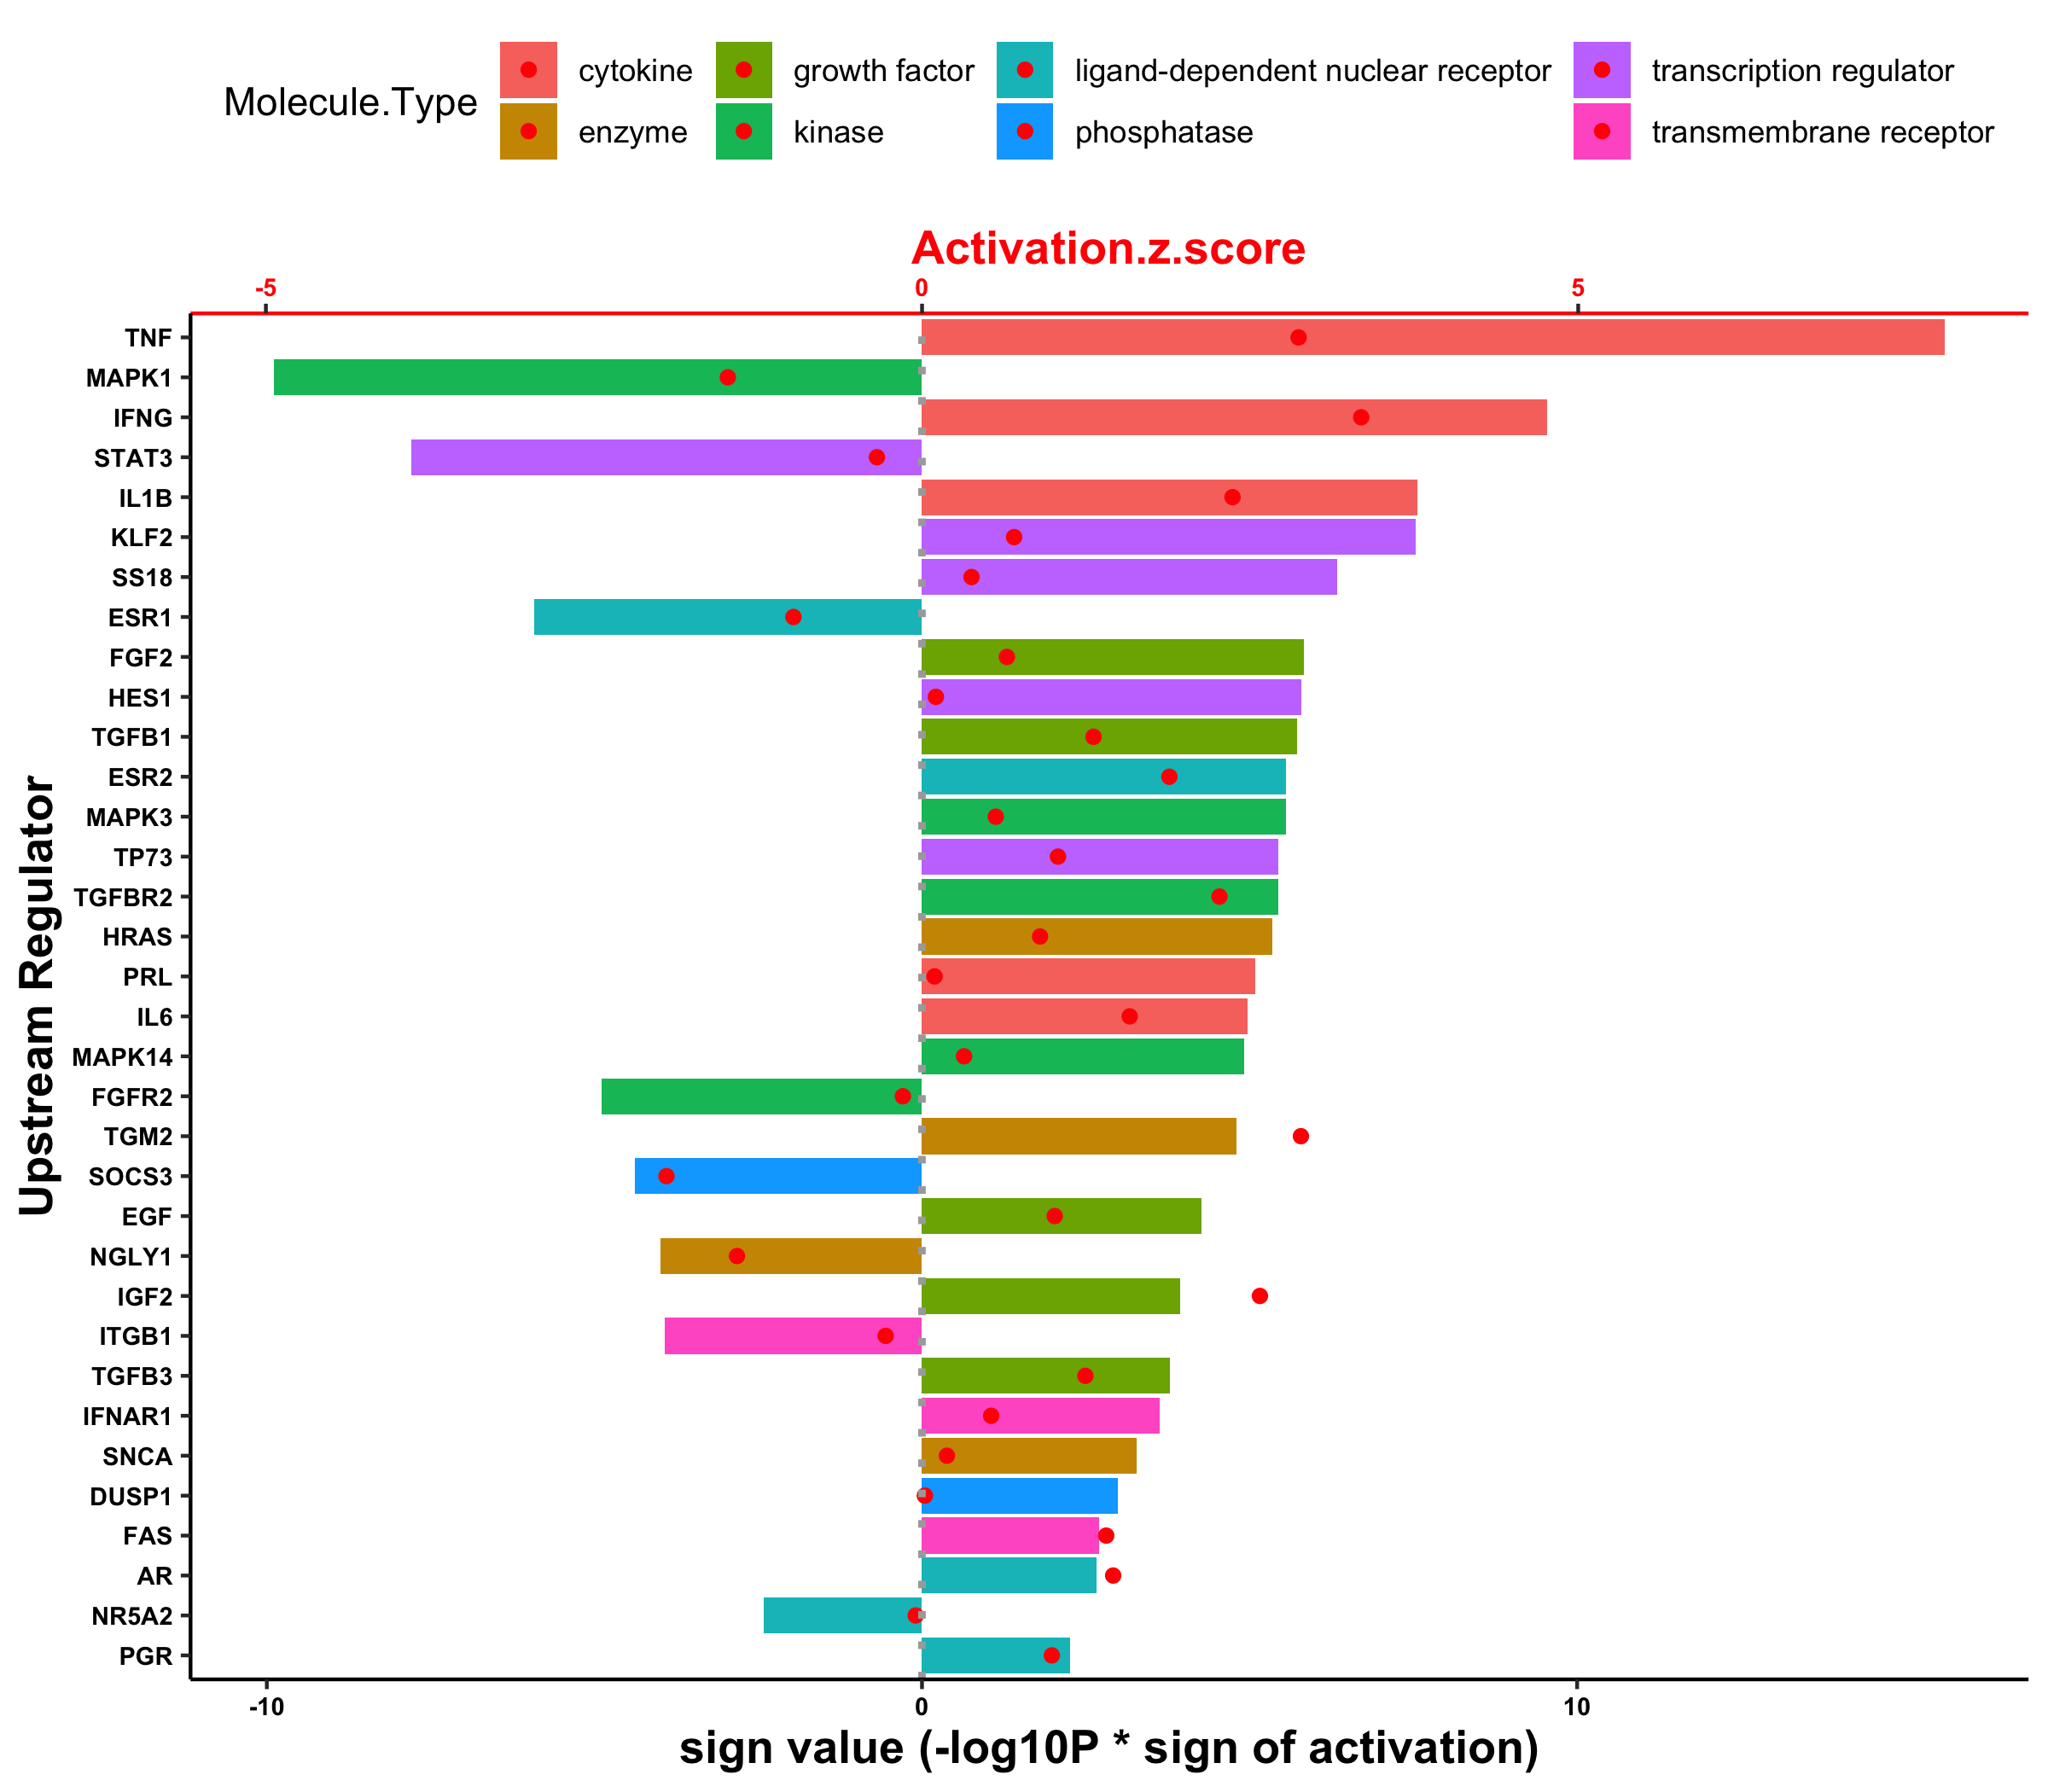 Molecule.Type
cytokine
growth factor
ligand-dependent nuclear receptor
transcription regulator
enzyme
kinase
phosphatase
transmembrane receptor
Activation.z.score
-5
0
5
Upstream Regulator
TNF
MAPK1
IFNG
STAT3
IL1B
KLF2
SS18
ESR1
FGF2
HES1
TGFB1
ESR2
MAPK3
TP73
TGFBR2
HRAS
PRL
IL6
MAPK14
FGFR2
TGM2
SOCS3
EGF
NGLY1
IGF2
ITGB1
TGFB3
IFNAR1
SNCA
DUSP1
FAS
AR
NR5A2
PGR
-10
0
10
sign value (-log10P * sign of activation)